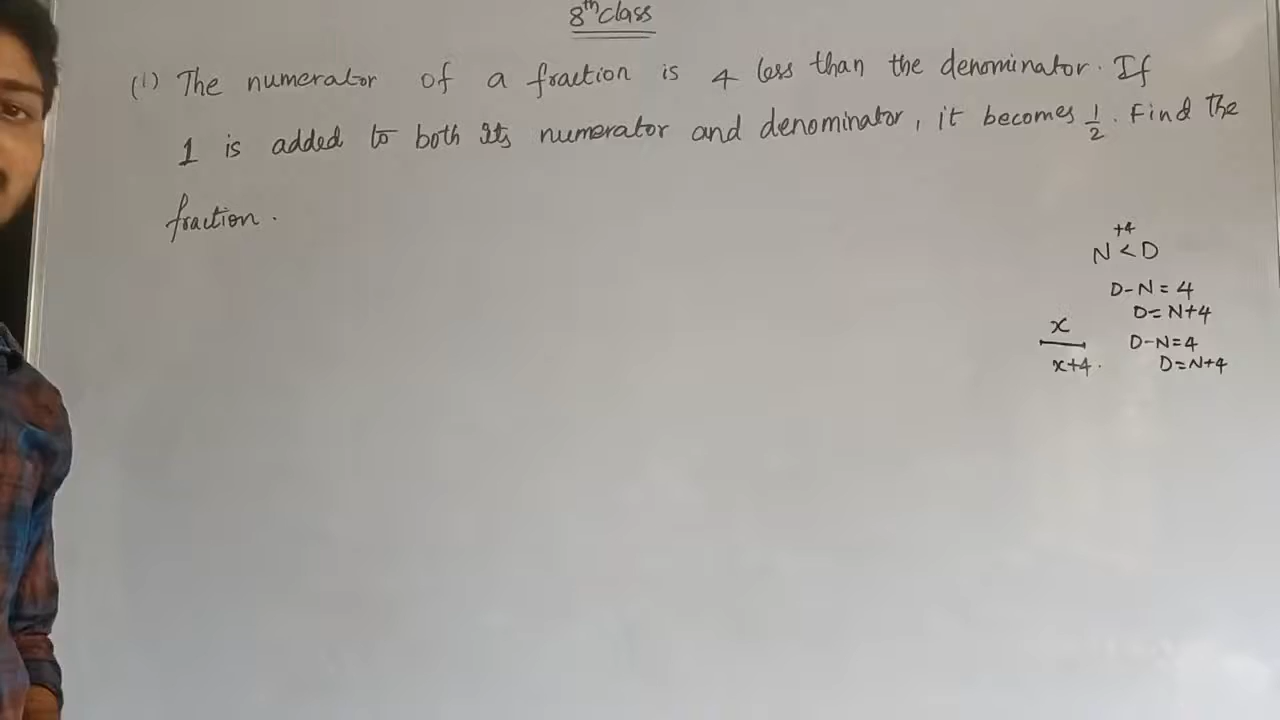 8th class
(1) The numerator of a fraction is 4 less than the denominator. If
1 is added to both its numerator and denominator, it becomes 1/2. Find the
fraction.
+4
N < D
D-N = 4
D = N+4
x
x+4.
D-N=4
D=N+4